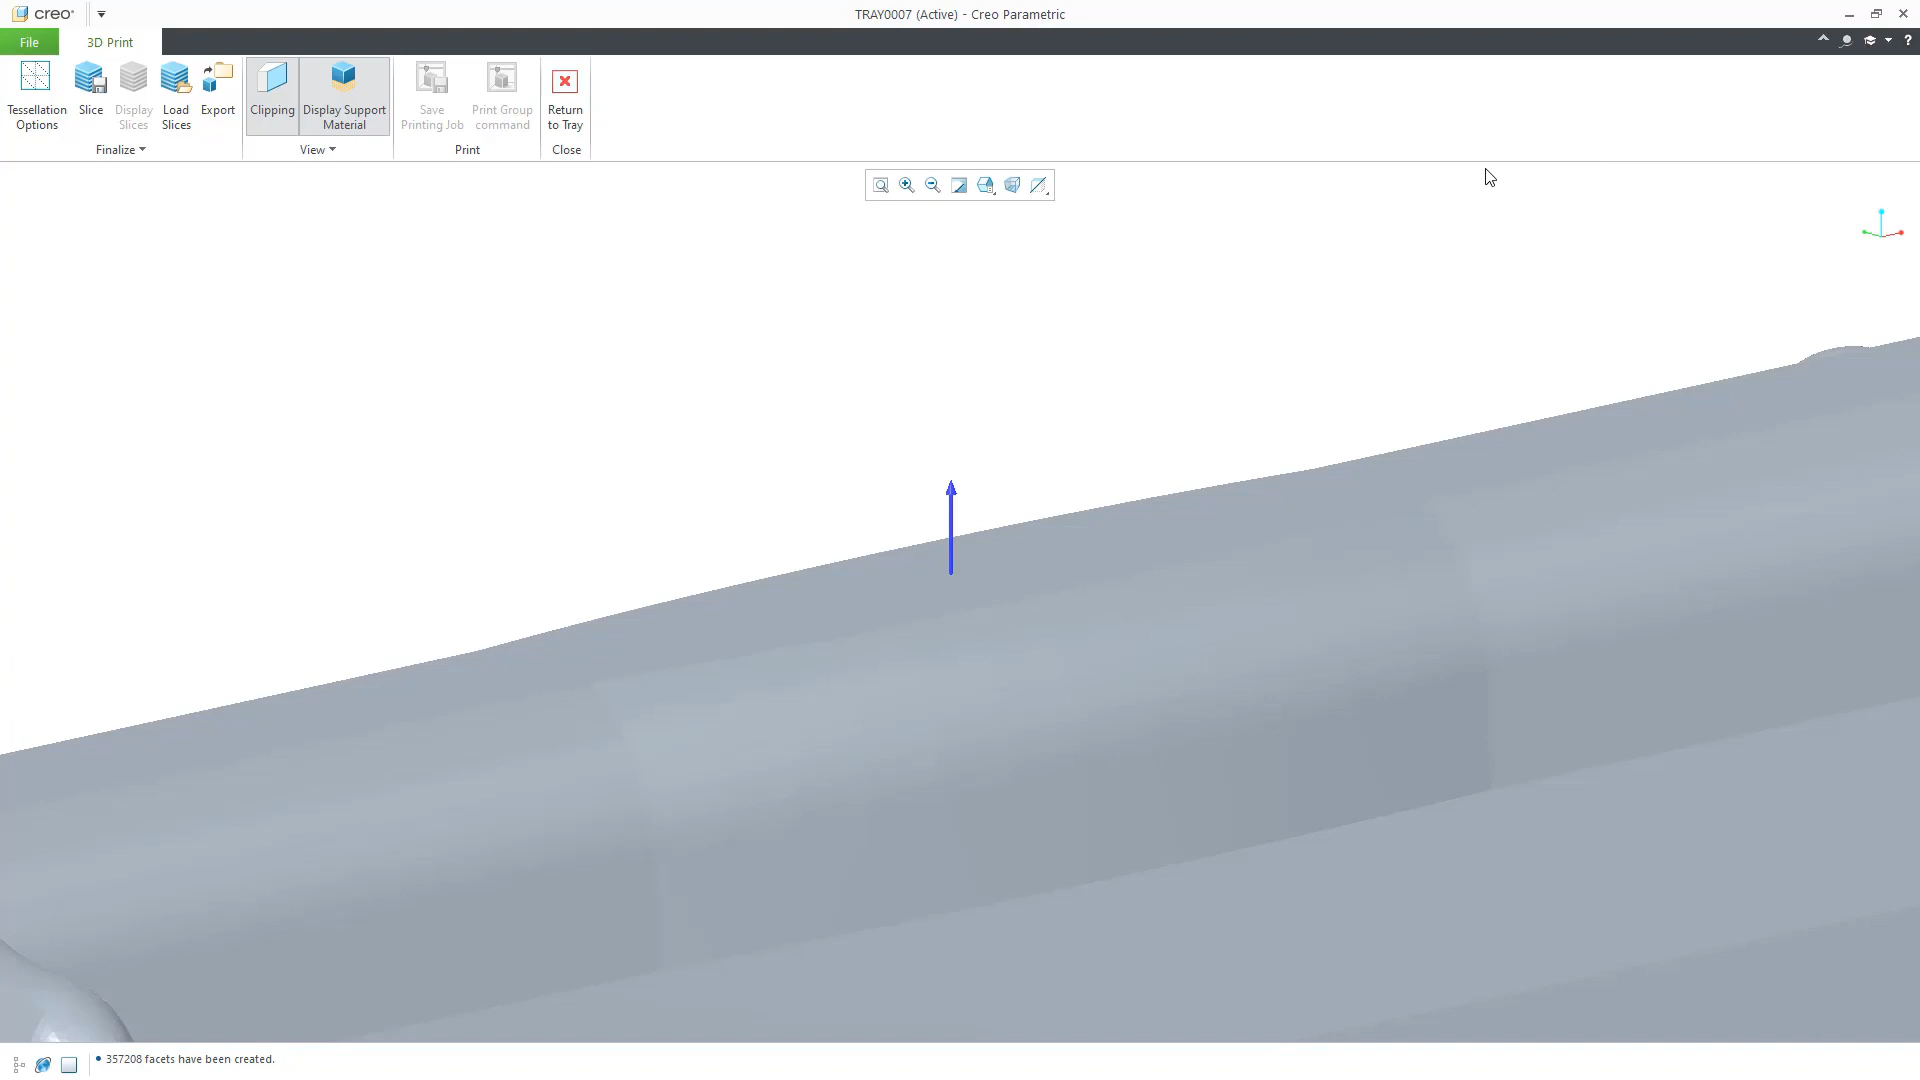 creo
TRAY0007 (Active) - Creo Parametric
File
3D Print
?
Tessellation
Options
Slice
Display
Slices
Load
Slices
Export
Clipping
Display Support
Material
Save
Printing Job
Print Group
command
Return
to Tray
Finalize
View
Print
Close
357208 facets have been created.